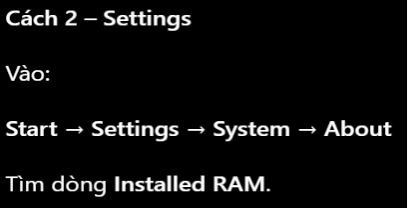 Cách 2 – Settings
Vào:
Start → Settings → System → About
Tìm dòng Installed RAM.